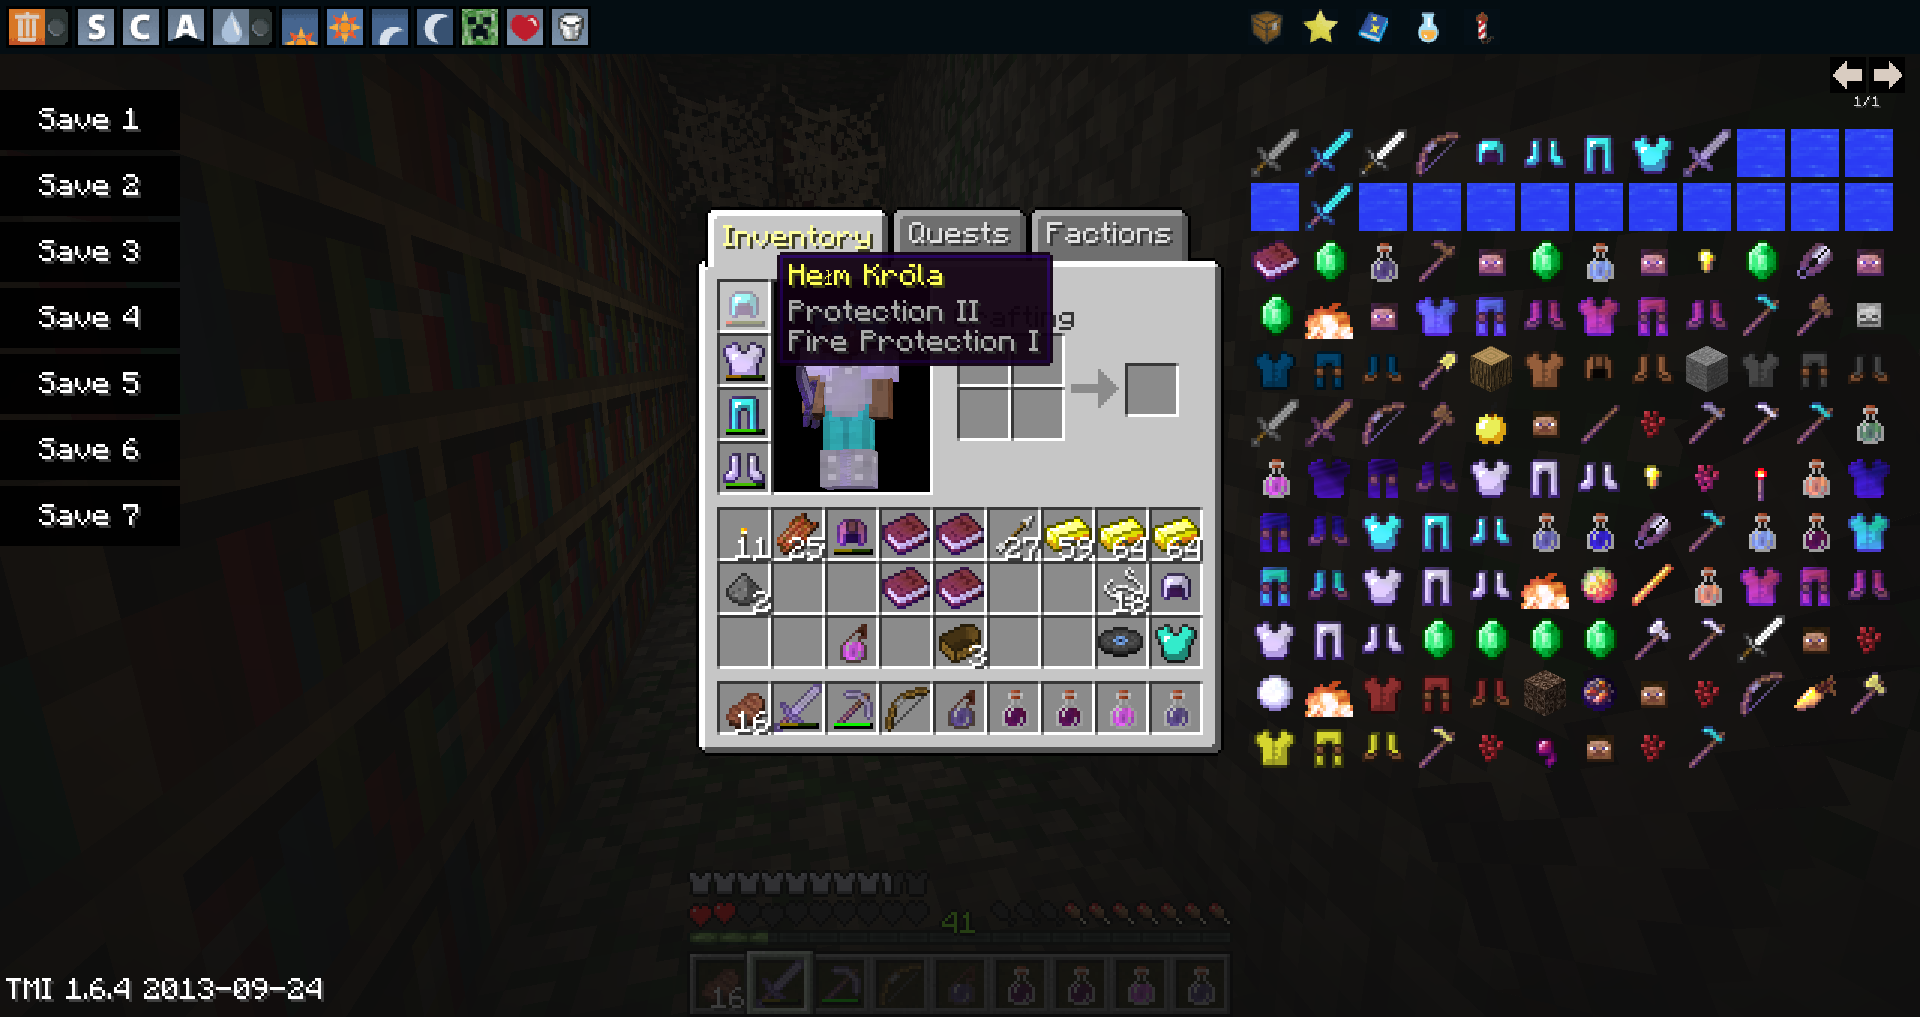 S C A
1/1
Save 1
Save 2
Save 3
Save 4
Save 5
Save 6
Save 7
Inventory
Quests
Factions
Hełm Króla
Protection II
Fire Protection I
11 25 27 59 64 64
2 18
3
16
41
16
TMI 1.6.4 2013-09-24